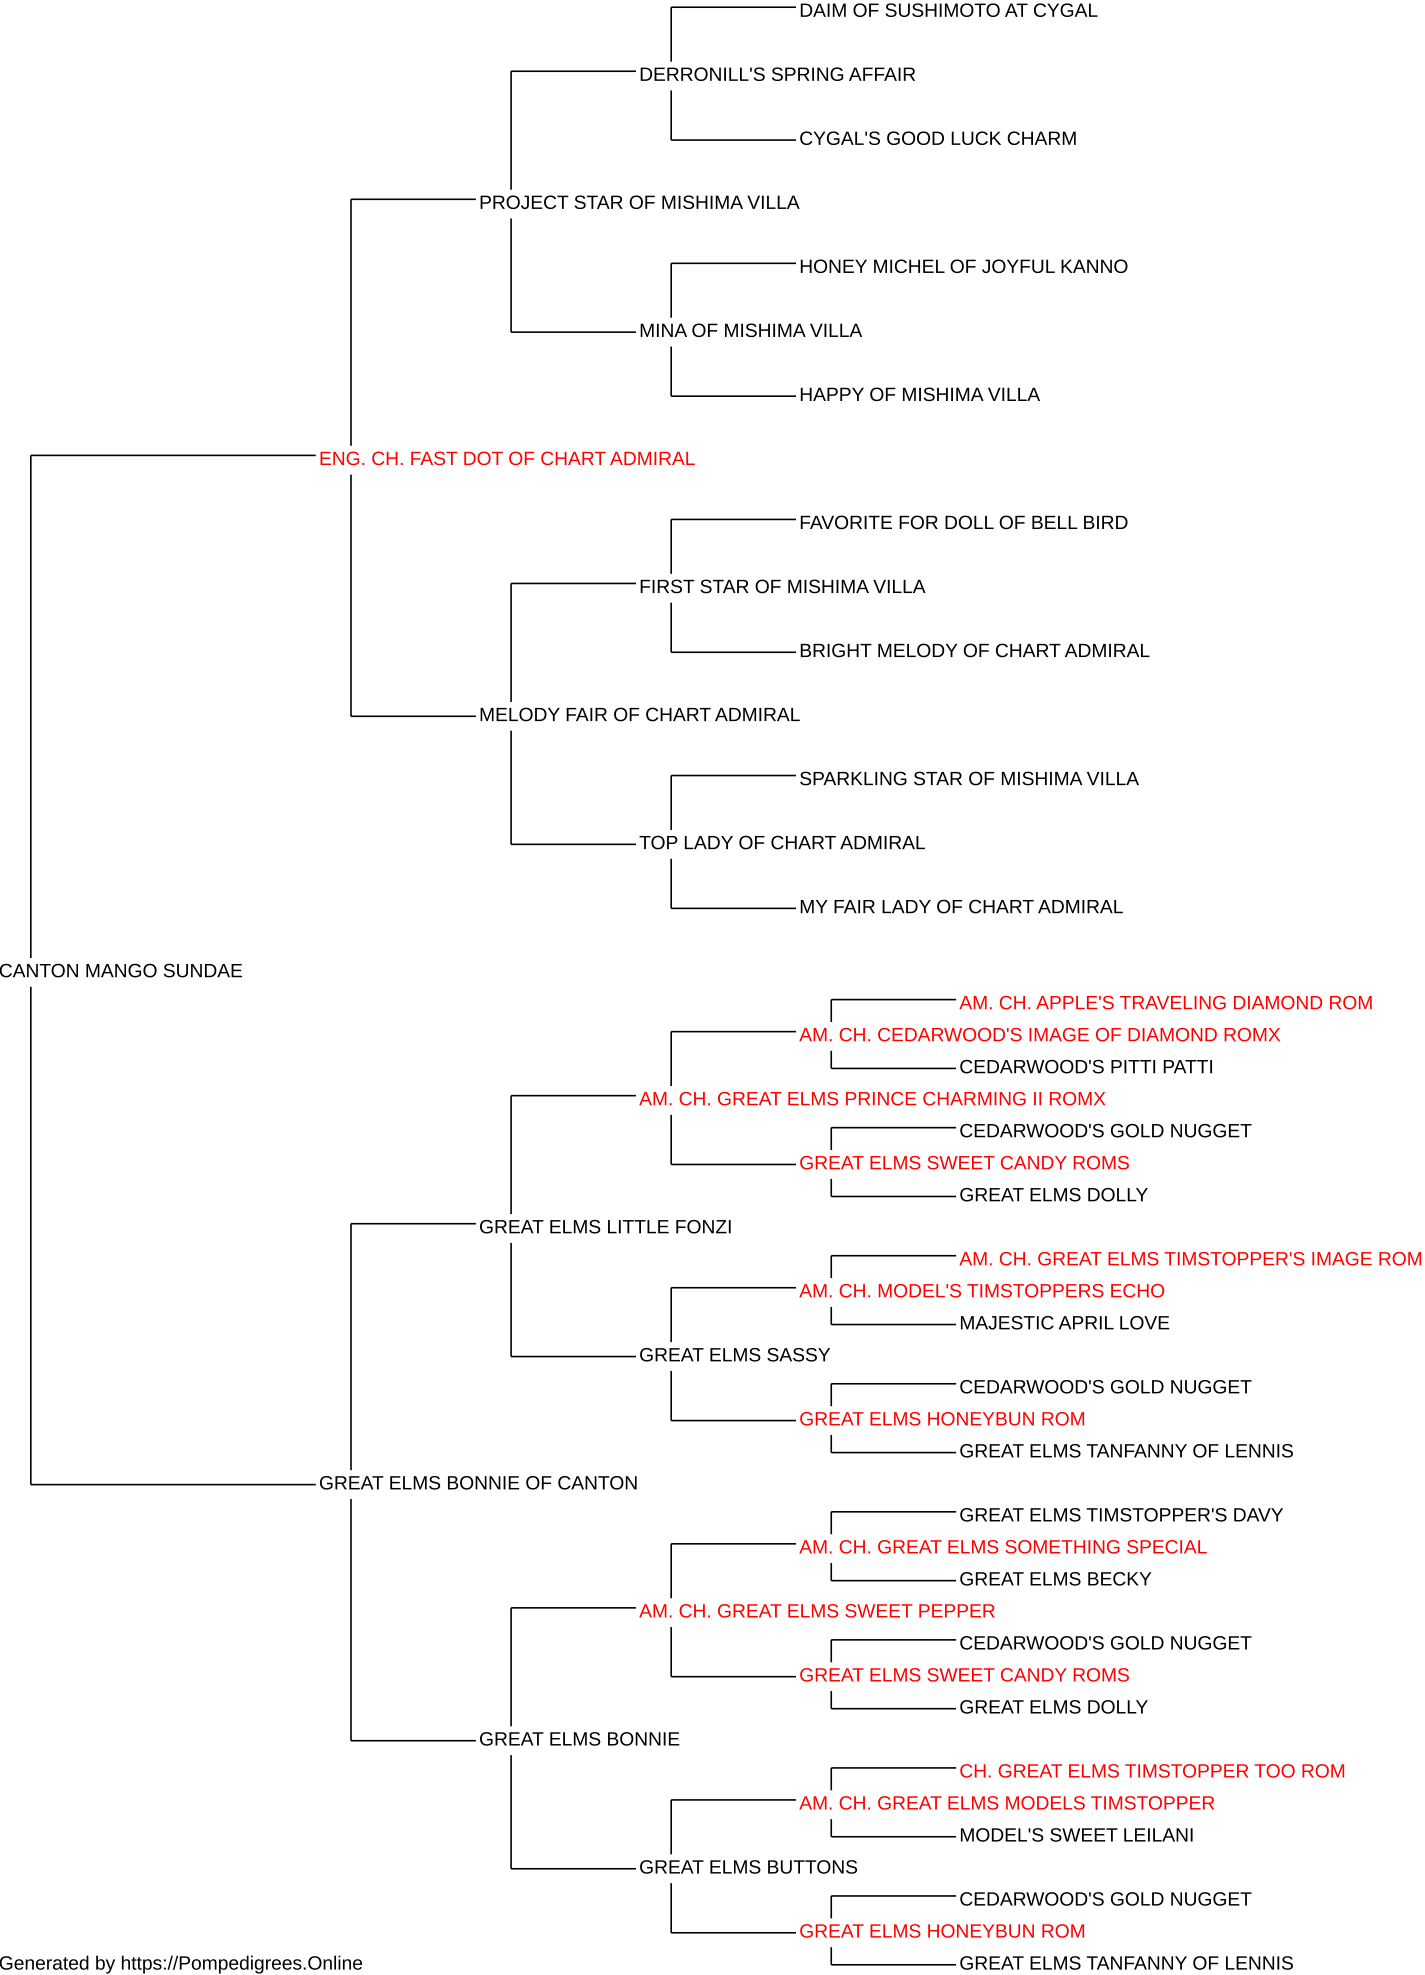 DAIM OF SUSHIMOTO AT CYGAL
DERRONILL'S SPRING AFFAIR
CYGAL'S GOOD LUCK CHARM
PROJECT STAR OF MISHIMA VILLA
HONEY MICHEL OF JOYFUL KANNO
MINA OF MISHIMA VILLA
HAPPY OF MISHIMA VILLA
ENG. CH. FAST DOT OF CHART ADMIRAL
FAVORITE FOR DOLL OF BELL BIRD
FIRST STAR OF MISHIMA VILLA
BRIGHT MELODY OF CHART ADMIRAL
MELODY FAIR OF CHART ADMIRAL
SPARKLING STAR OF MISHIMA VILLA
TOP LADY OF CHART ADMIRAL
MY FAIR LADY OF CHART ADMIRAL
CANTON MANGO SUNDAE
AM. CH. APPLE'S TRAVELING DIAMOND ROM
AM. CH. CEDARWOOD'S IMAGE OF DIAMOND ROMX
CEDARWOOD'S PITTI PATTI
AM. CH. GREAT ELMS PRINCE CHARMING II ROMX
CEDARWOOD'S GOLD NUGGET
GREAT ELMS SWEET CANDY ROMS
GREAT ELMS DOLLY
GREAT ELMS LITTLE FONZI
AM. CH. GREAT ELMS TIMSTOPPER'S IMAGE ROM
AM. CH. MODEL'S TIMSTOPPERS ECHO
MAJESTIC APRIL LOVE
GREAT ELMS SASSY
CEDARWOOD'S GOLD NUGGET
GREAT ELMS HONEYBUN ROM
GREAT ELMS TANFANNY OF LENNIS
GREAT ELMS BONNIE OF CANTON
GREAT ELMS TIMSTOPPER'S DAVY
AM. CH. GREAT ELMS SOMETHING SPECIAL
GREAT ELMS BECKY
AM. CH. GREAT ELMS SWEET PEPPER
CEDARWOOD'S GOLD NUGGET
GREAT ELMS SWEET CANDY ROMS
GREAT ELMS DOLLY
GREAT ELMS BONNIE
CH. GREAT ELMS TIMSTOPPER TOO ROM
AM. CH. GREAT ELMS MODELS TIMSTOPPER
MODEL'S SWEET LEILANI
GREAT ELMS BUTTONS
CEDARWOOD'S GOLD NUGGET
GREAT ELMS HONEYBUN ROM
GREAT ELMS TANFANNY OF LENNIS
Generated by https://Pompedigrees.Online